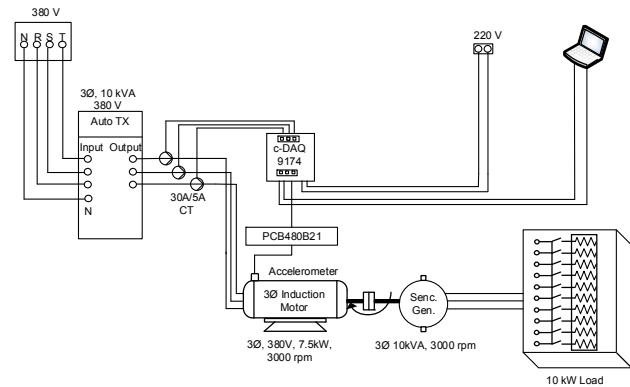 380 V
N R S T
220 V
3Ø, 10 kVA
380 V
Auto TX
Input Output
N
30A/5A
CT
c-DAQ
9174
PCB480B21
Accelerometer
3Ø Induction
Motor
3Ø, 380V, 7.5kW,
3000 rpm
Senc.
Gen.
3Ø 10kVA, 3000 rpm
10 kW Load